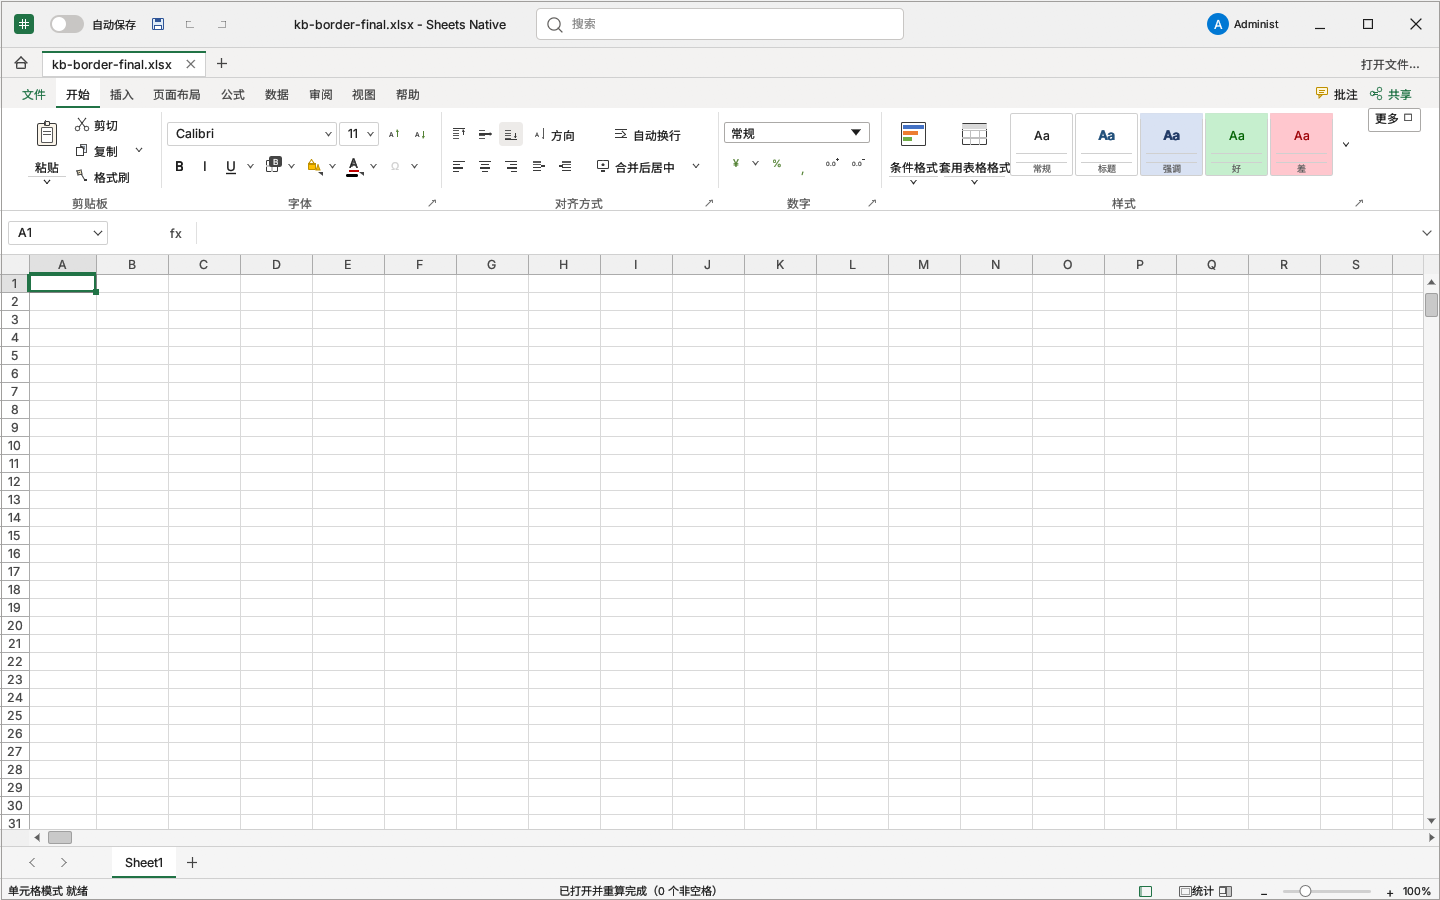 自动保存
kb-border-final.xlsx - Sheets Native
搜索
A
Administ
kb-border-final.xlsx
打开文件...
文件 开始 插入 页面布局 公式 数据 审阅 视图 帮助
批注 共享
粘贴
剪切
复制
格式刷
剪贴板
Calibri
11
A A
B I U B A Ω
字体
方向
自动换行
合并后居中
对齐方式
常规
¥ % , 0.0 0.0
数字
条件格式
套用表格格式
Aa 常规
Aa 标题
Aa 强调
Aa 好
Aa 差
样式
更多
A1
fx
A B C D E F G H I J K L M N O P Q R S
1
2
3
4
5
6
7
8
9
10
11
12
13
14
15
16
17
18
19
20
21
22
23
24
25
26
27
28
29
30
31
Sheet1
单元格模式 就绪
已打开并重算完成（0 个非空格）
统计
100%